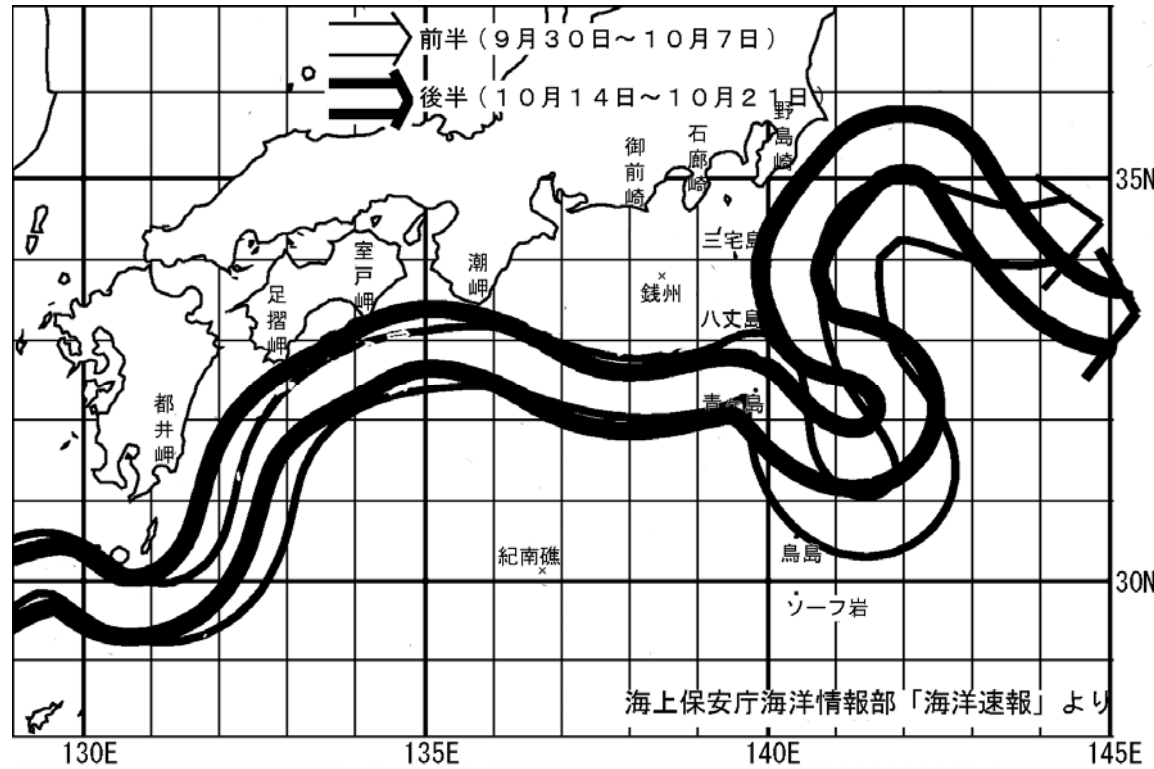 前半(9月30日~10月7日)
後半(10月14日~10月21日)
野島崎
石廊崎
御前崎
35N
三宅島
室戸岬
潮岬
銭州
足摺岬
八丈島
青ヶ島
都井岬
鳥島
紀南礁
30N
ソーフ岩
海上保安庁海洋情報部「海洋速報」より
130E
135E
140E
145E